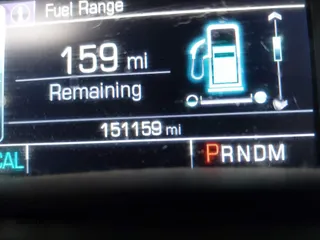 Fuel Range
159 mi
Remaining
151159 mi
CAL
PRNDM